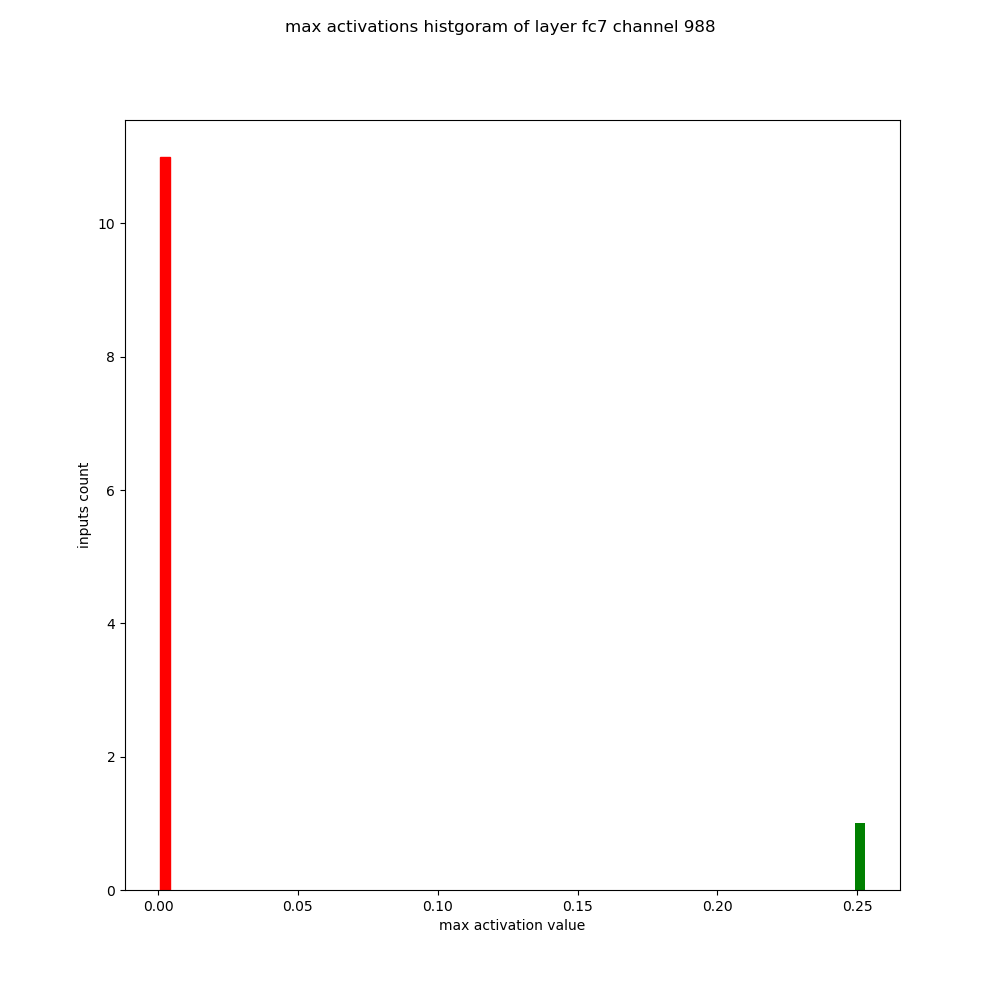 max activations histgoram of layer fc7 channel 988
10
8
6
4
2
0
inputs count
0.00 0.05 0.10 0.15 0.20 0.25
max activation value